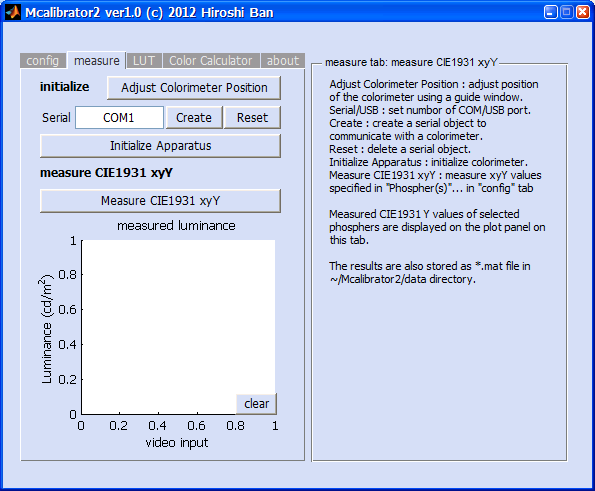 Mcalibrator2 ver1.0 (c) 2012 Hiroshi Ban
config measure LUT Color Calculator about
initialize Adjust Colorimeter Position
Serial COM1 Create Reset
Initialize Apparatus
measure CIE1931 xyY
Measure CIE1931 xyY
measured luminance
1
0.8
0.6
0.4
0.2
0
Luminance (cd/m²)
clear
0 0.2 0.4 0.6 0.8 1
video input
measure tab: measure CIE1931 xyY
Adjust Colorimeter Position : adjust position
of the colorimeter using a guide window.
Serial/USB : set numbor of COM/USB port.
Create : create a serial object to
communicate with a colorimeter.
Reset : delete a serial object.
Initialize Apparatus : initialize colorimeter.
Measure CIE1931 xyY : measure xyY values
specified in "Phospher(s)"... in "config" tab
Measured CIE1931 Y values of selected
phosphers are displayed on the plot panel on
this tab.
The results are also stored as *.mat file in
~/Mcalibrator2/data directory.